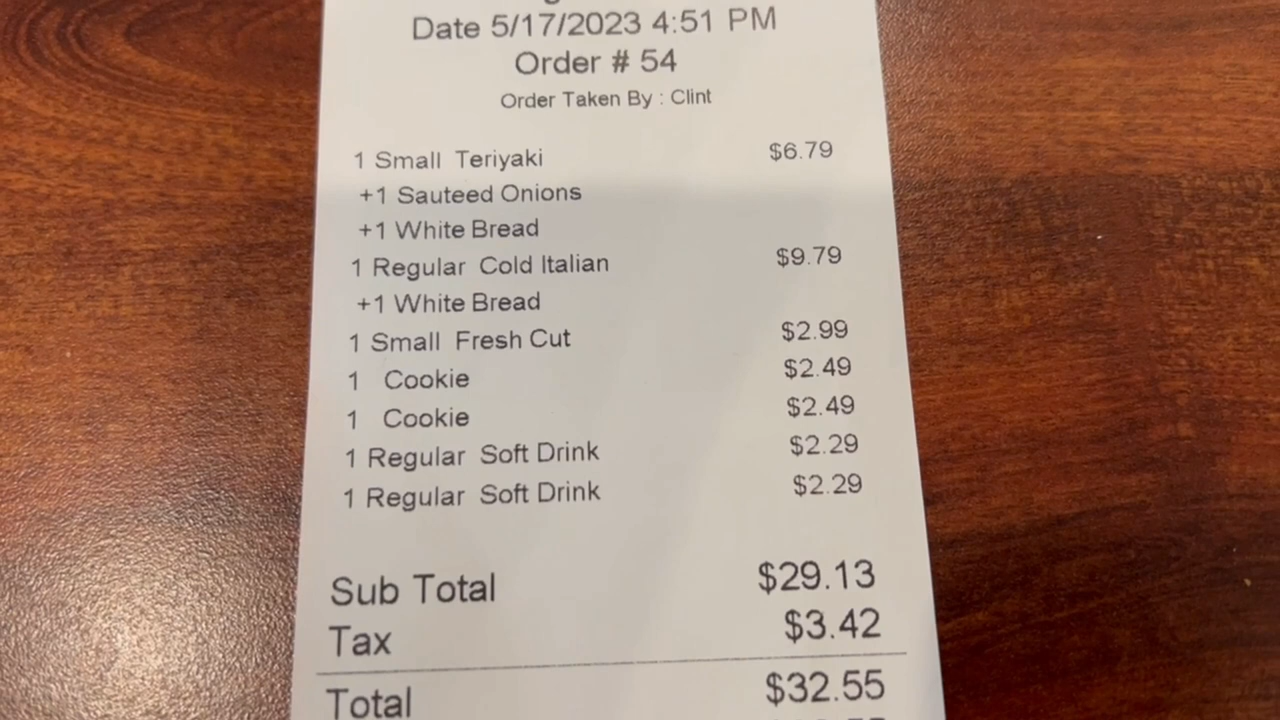 Date 5/17/2023 4:51 PM
Order # 54
Order Taken By : Clint
1 Small Teriyaki $6.79
+1 Sauteed Onions
+1 White Bread
1 Regular Cold Italian $9.79
+1 White Bread
1 Small Fresh Cut $2.99
1 Cookie $2.49
1 Cookie $2.49
1 Regular Soft Drink $2.29
1 Regular Soft Drink $2.29
Sub Total $29.13
Tax $3.42
Total $32.55